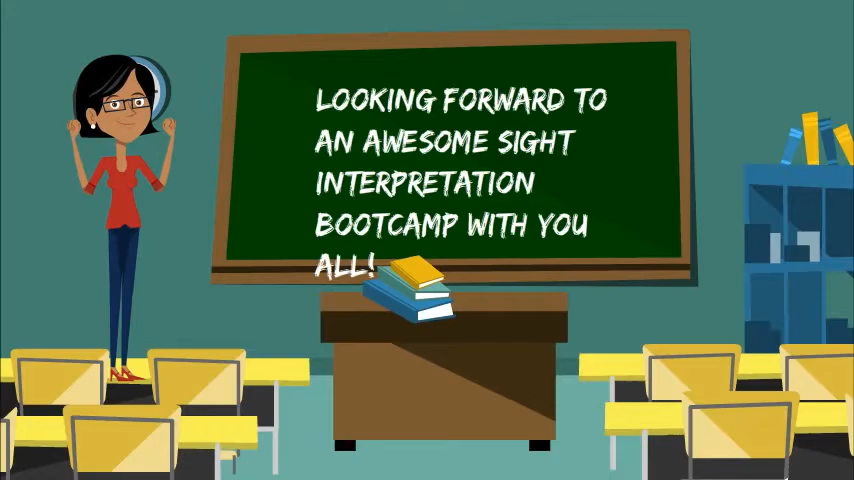 LOOKING FORWARD TO
AN AWESOME SIGHT
INTERPRETATION
BOOTCAMP WITH YOU
ALL!